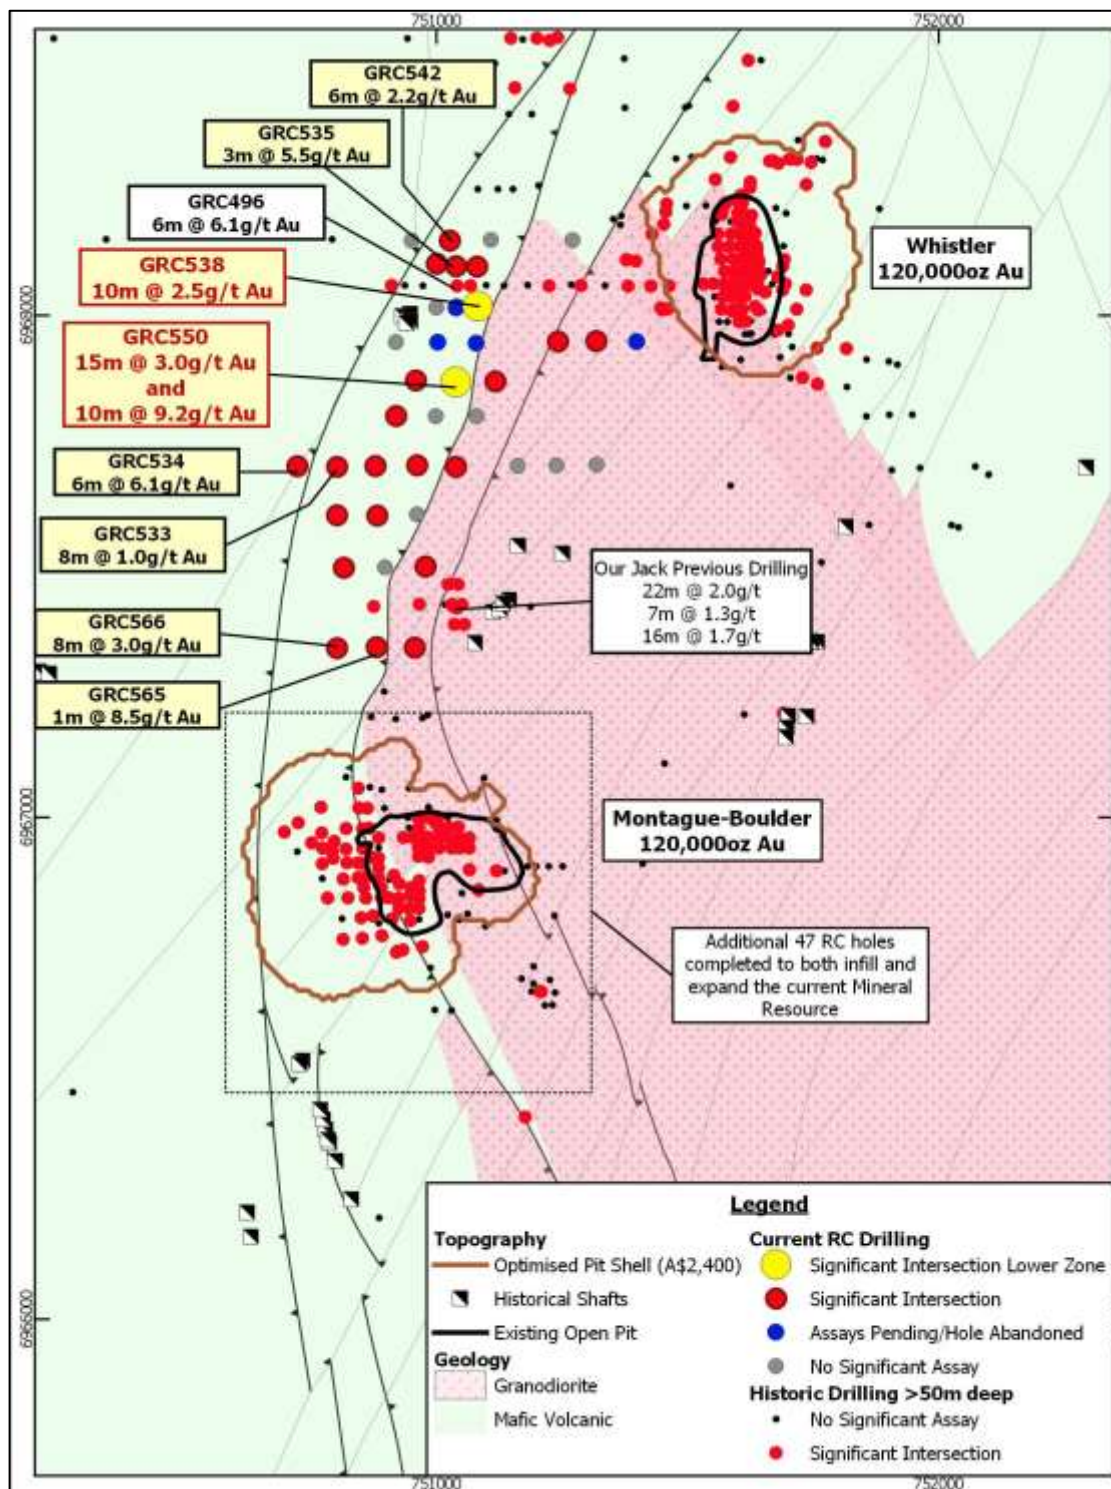 751000
752000
GRC542
6m @ 2.2g/t Au
GRC535
3m @ 5.5g/t Au
GRC496
6m @ 6.1g/t Au
GRC538
10m @ 2.5g/t Au
GRC550
15m @ 3.0g/t Au
and
10m @ 9.2g/t Au
GRC534
6m @ 6.1g/t Au
GRC533
8m @ 1.0g/t Au
GRC566
8m @ 3.0g/t Au
GRC565
1m @ 8.5g/t Au
Whistler
120,000oz Au
Our Jack Previous Drilling
22m @ 2.0g/t
7m @ 1.3g/t
16m @ 1.7g/t
Montague-Boulder
120,000oz Au
Additional 47 RC holes
completed to both infill and
expand the current Mineral
Resource
6968000
6967000
6966000
Legend
Topography
Optimised Pit Shell (A$2,400)
Historical Shafts
Existing Open Pit
Geology
Granodiorite
Mafic Volcanic
Current RC Drilling
Significant Intersection Lower Zone
Significant Intersection
Assays Pending/Hole Abandoned
No Significant Assay
Historic Drilling >50m deep
No Significant Assay
Significant Intersection
751000
752000